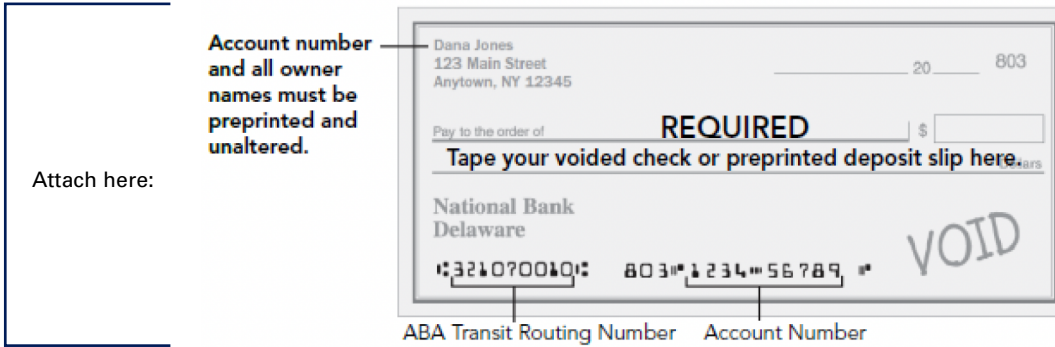 Attach here:
Account number
and all owner
names must be
preprinted and
unaltered.
Dana Jones
123 Main Street
Anytown, NY 12345
20
803
Pay to the order of
REQUIRED
$
Tape your voided check or preprinted deposit slip here.
National Bank
Delaware
VOID
⑆321070010⑆ 803⑈1234⑉56789 ⑈
ABA Transit Routing Number
Account Number